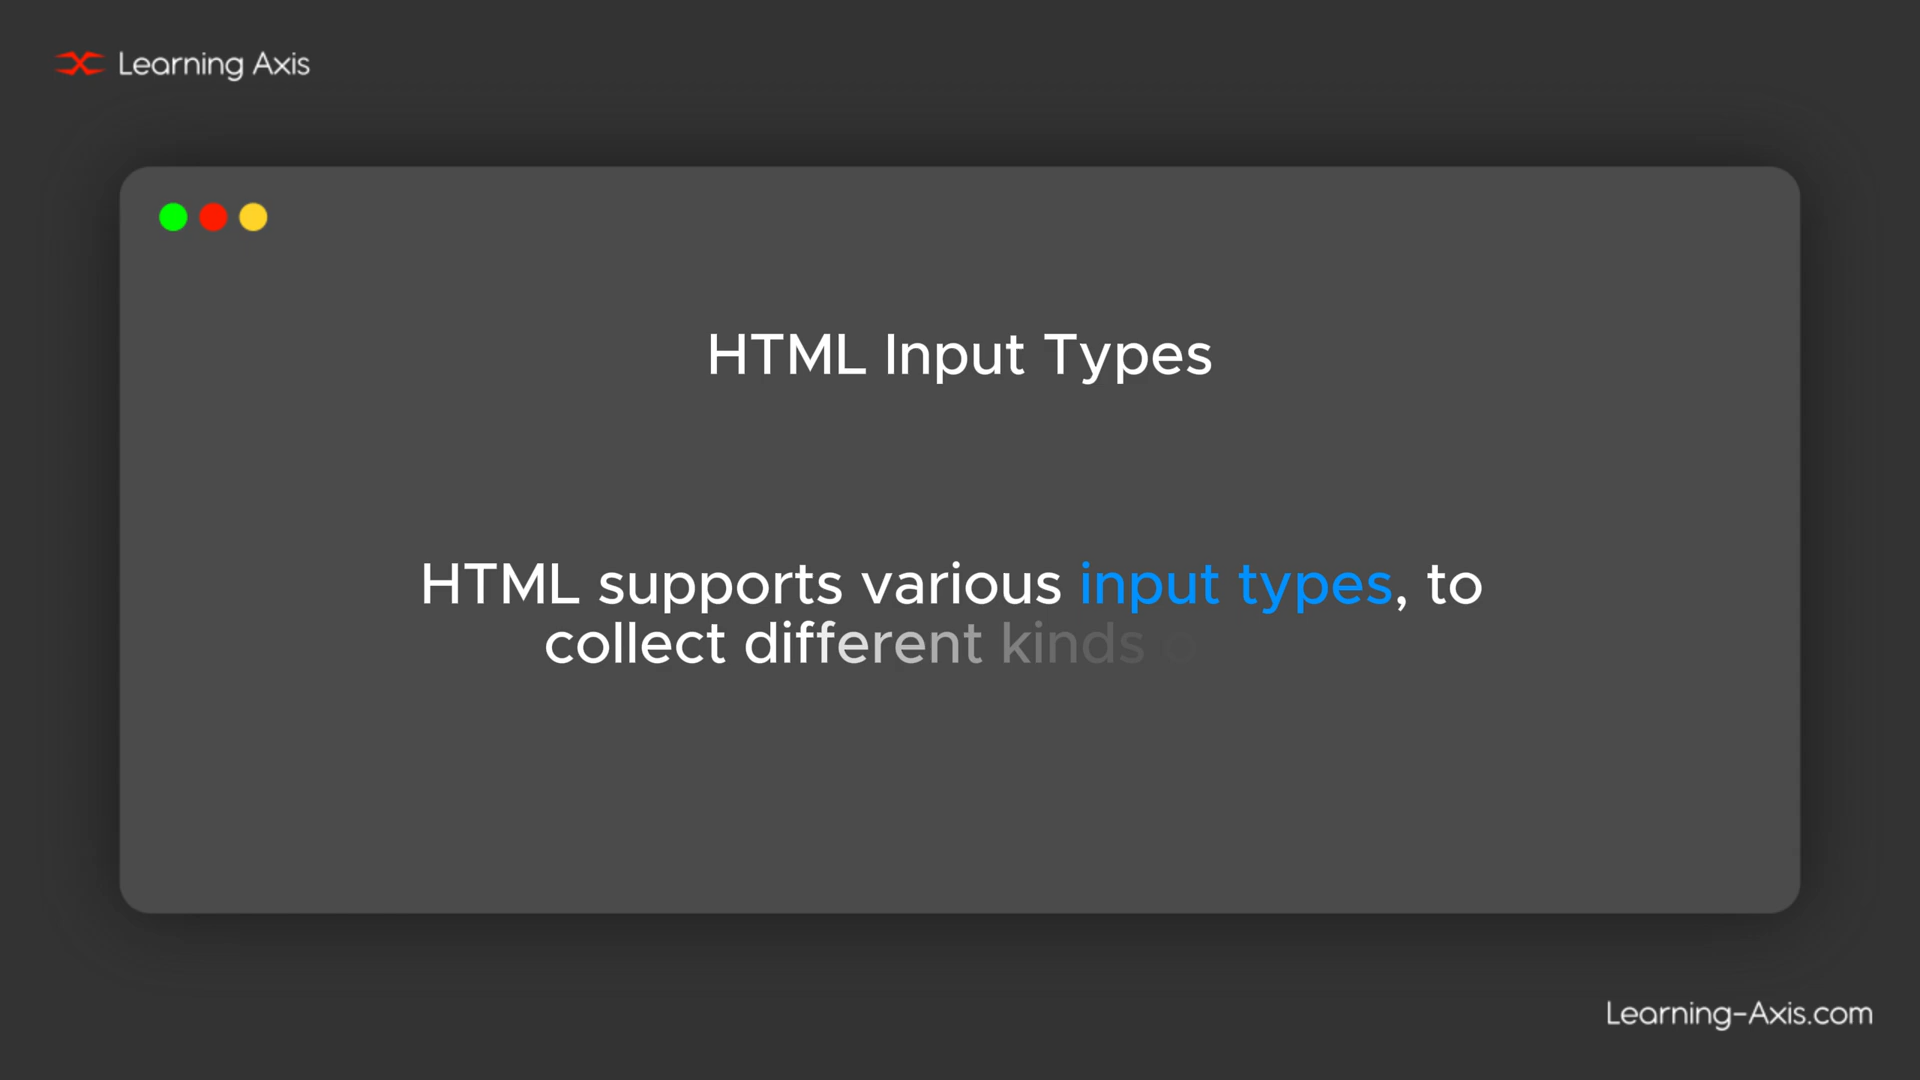 Learning Axis
HTML Input Types
HTML supports various input types, to
collect different kinds o
Learning-Axis.com